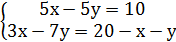 5x – 5y = 10
3x – 7y = 20 – x – y